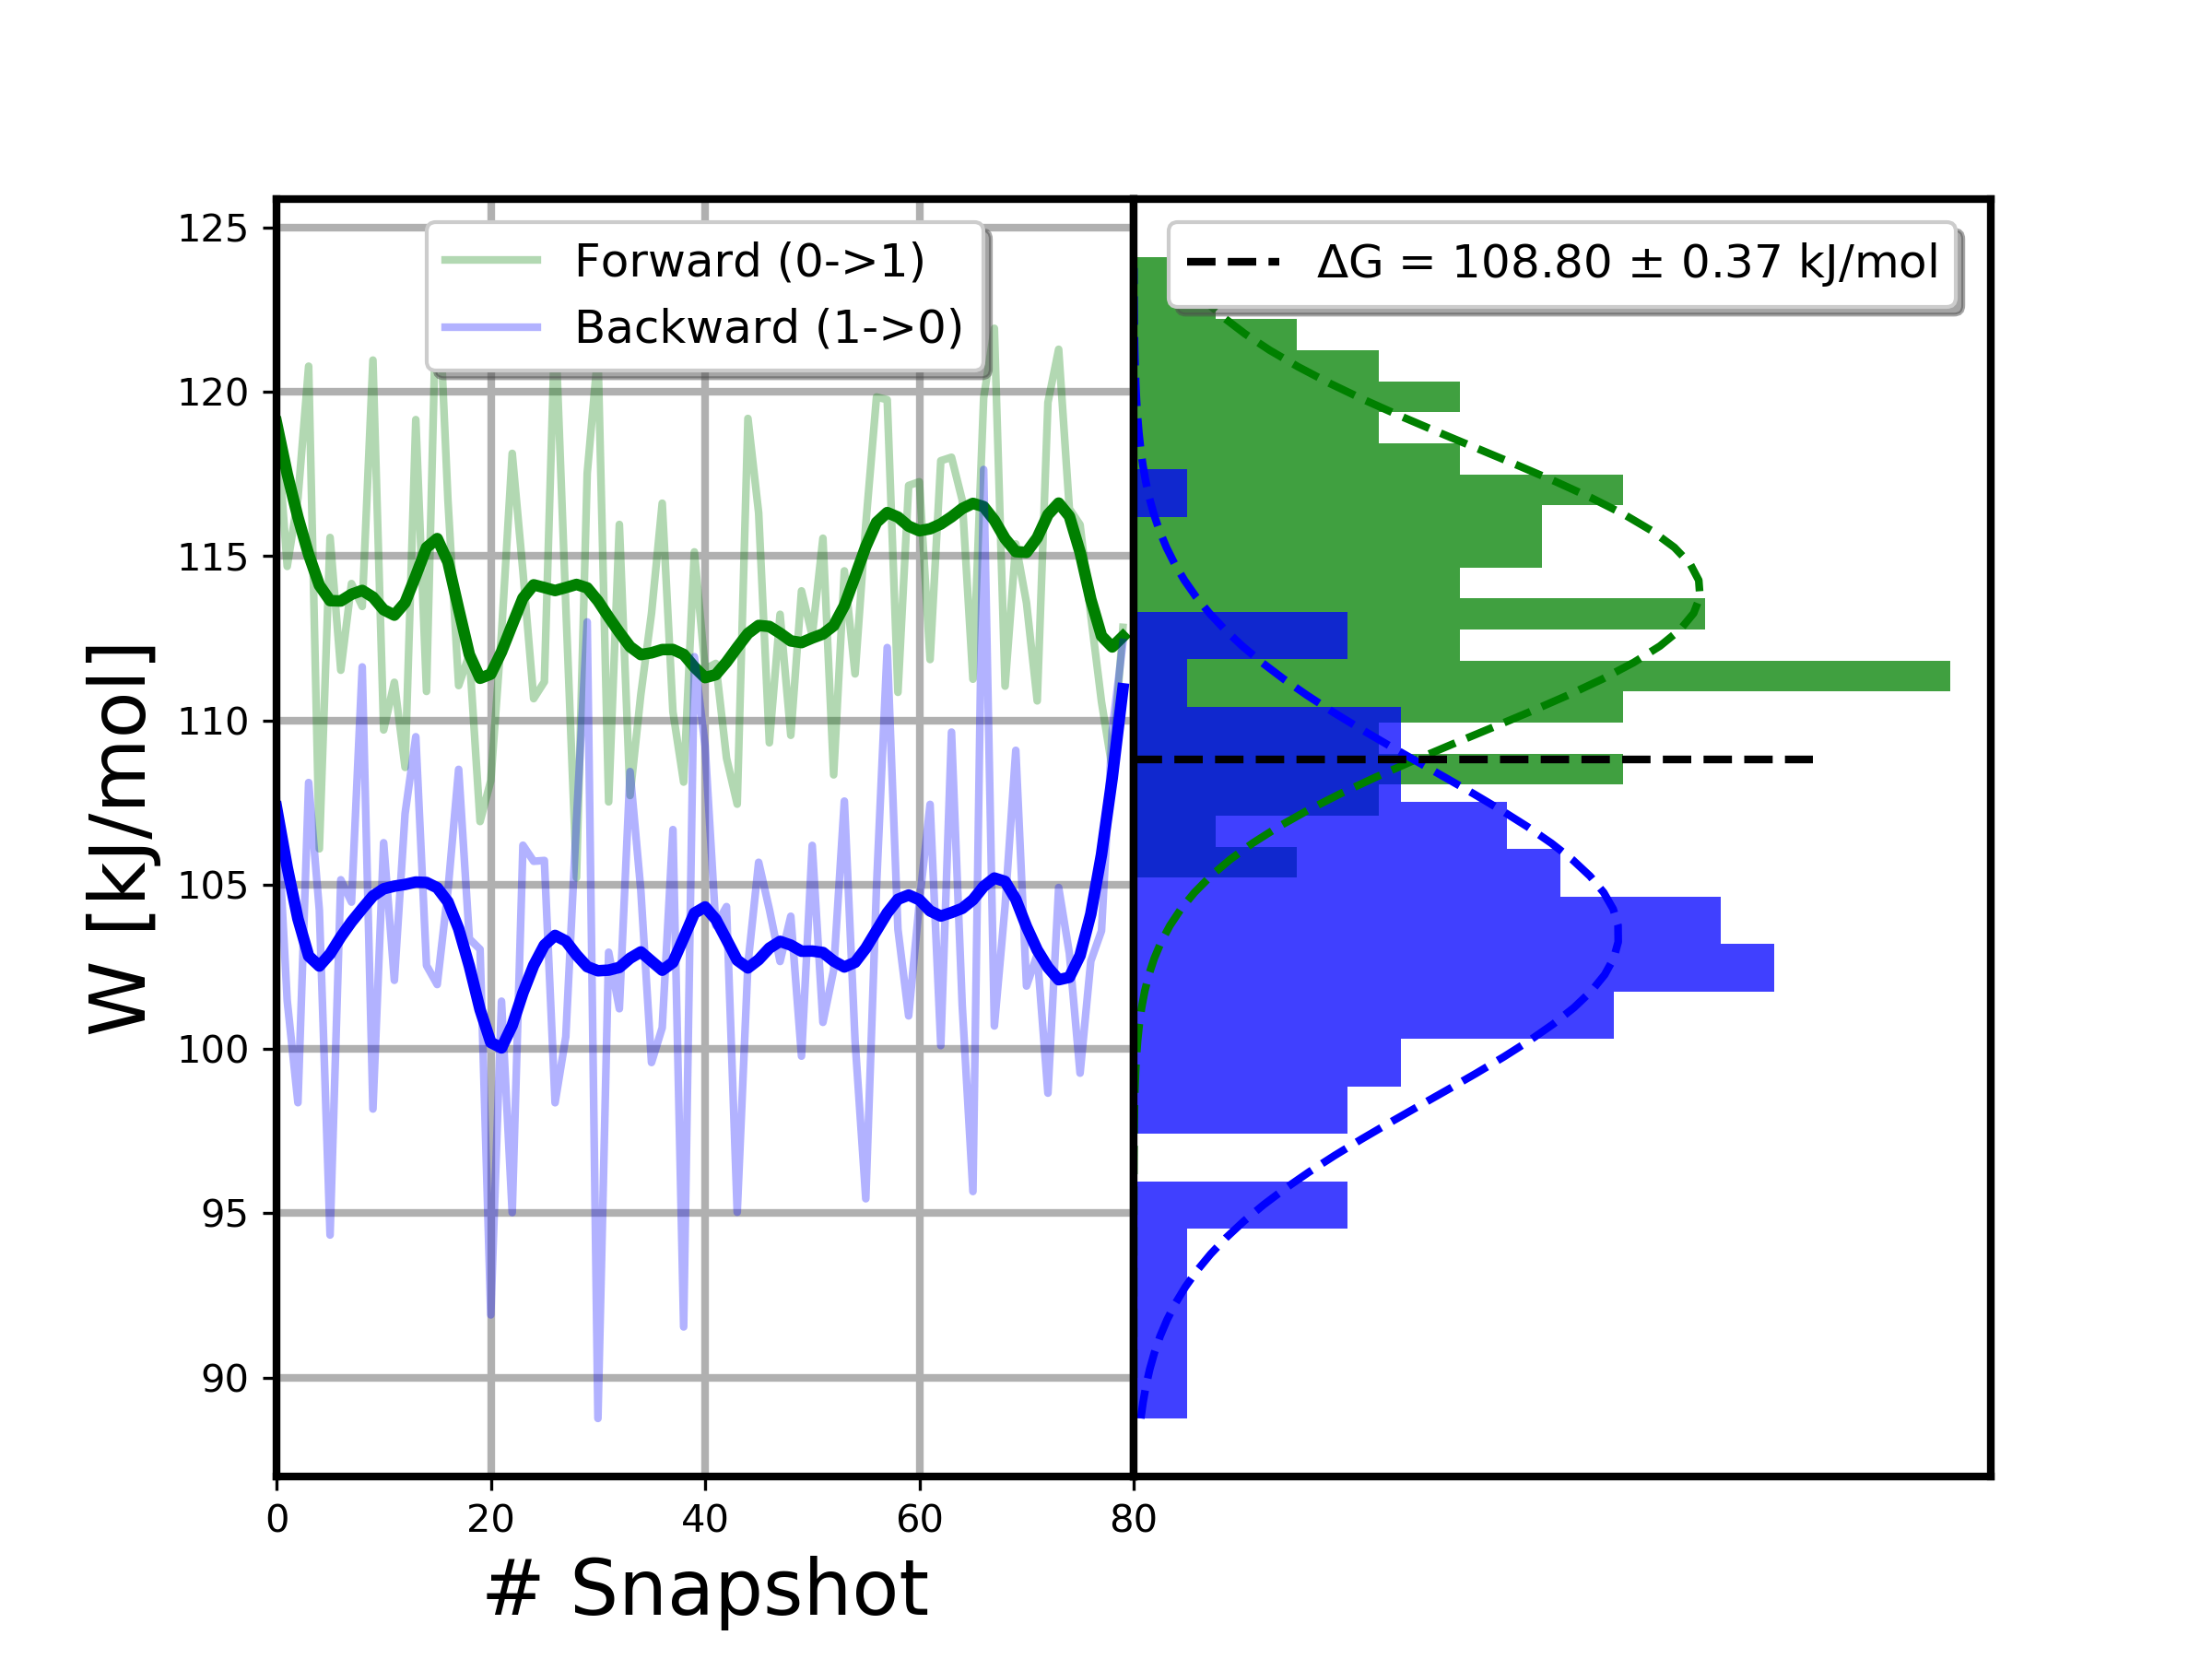 Forward (0->1)
Backward (1->0)
ΔG = 108.80 ± 0.37 kJ/mol
W [kJ/mol]
125
120
115
110
105
100
95
90
0 20 40 60 80
# Snapshot